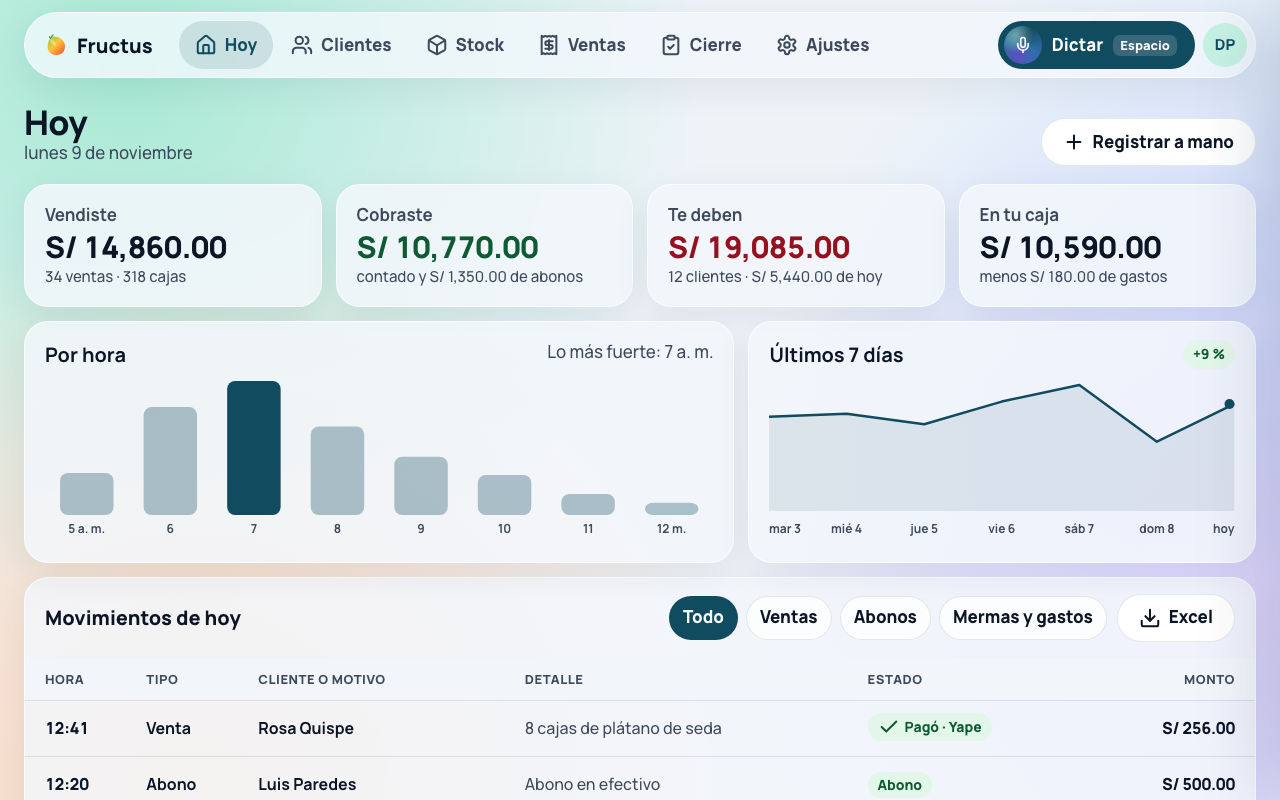 Fructus
Hoy
Clientes
Stock
Ventas
Cierre
Ajustes
Dictar Espacio
DP
Hoy
lunes 9 de noviembre
Registrar a mano
Vendiste
S/ 14,860.00
34 ventas · 318 cajas
Cobraste
S/ 10,770.00
contado y S/ 1,350.00 de abonos
Te deben
S/ 19,085.00
12 clientes · S/ 5,440.00 de hoy
En tu caja
S/ 10,590.00
menos S/ 180.00 de gastos
Por hora
Lo más fuerte: 7 a. m.
5 a. m. 6 7 8 9 10 11 12 m.
Últimos 7 días
+9 %
mar 3 mié 4 jue 5 vie 6 sáb 7 dom 8 hoy
Movimientos de hoy
Todo Ventas Abonos Mermas y gastos Excel
HORA TIPO CLIENTE O MOTIVO DETALLE ESTADO MONTO
12:41 Venta Rosa Quispe 8 cajas de plátano de seda Pagó · Yape S/ 256.00
12:20 Abono Luis Paredes Abono en efectivo Abono S/ 500.00